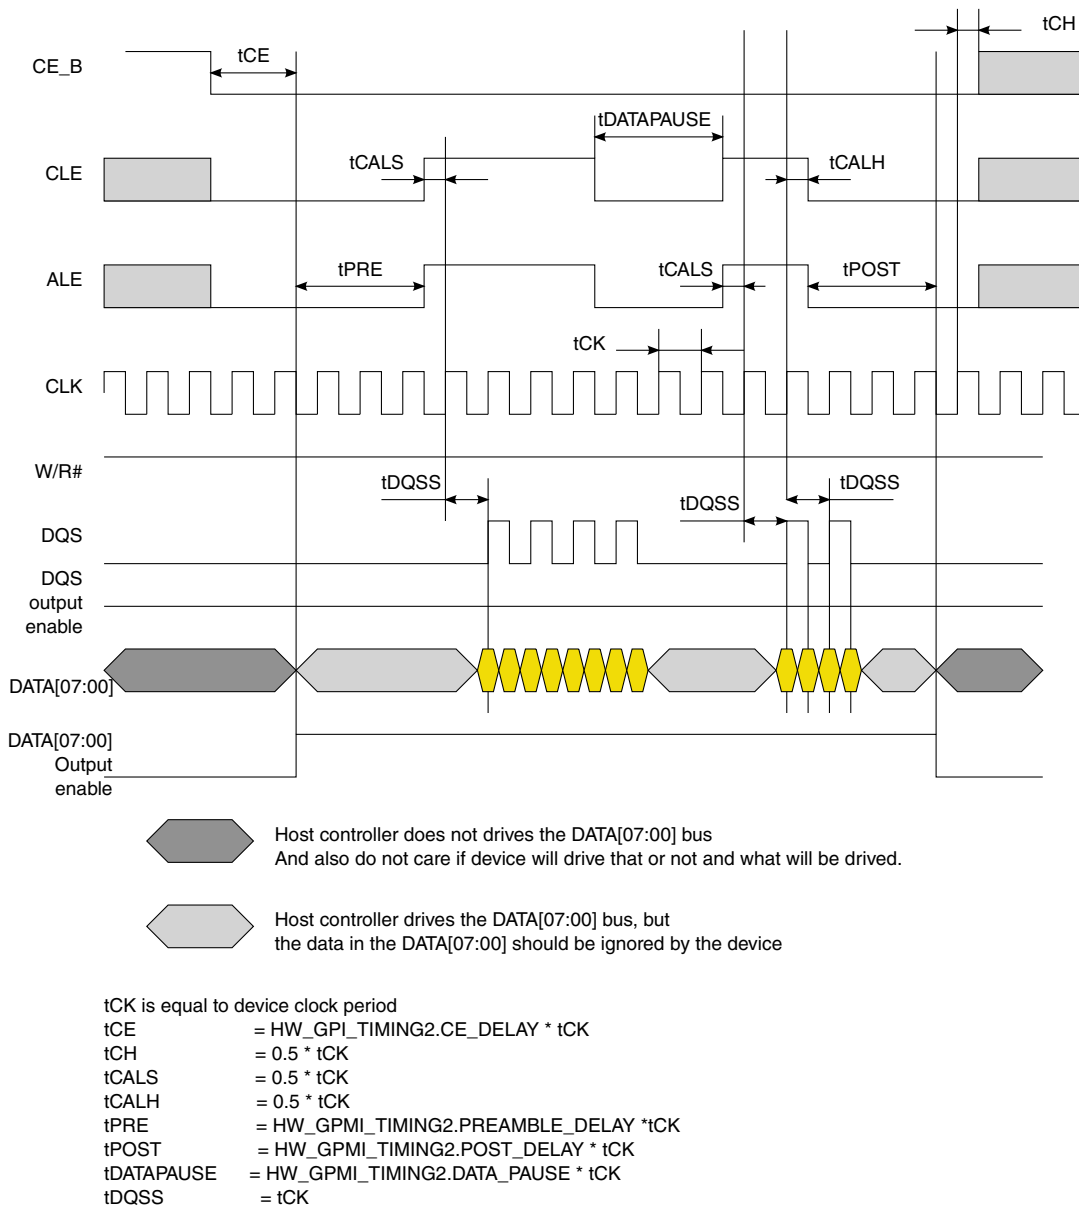 tCH
tCE
CE_B
tDATAPAUSE
tCALS
tCALH
CLE
tPRE
tCALS
tPOST
ALE
tCK
CLK
W/R#
tDQSS
tDQSS
tDQSS
DQS
DQS
output
enable
DATA[07:00]
DATA[07:00]
Output
enable
Host controller does not drives the DATA[07:00] bus
And also do not care if device will drive that or not and what will be drived.
Host controller drives the DATA[07:00] bus, but
the data in the DATA[07:00] should be ignored by the device
tCK is equal to device clock period
tCE = HW_GPI_TIMING2.CE_DELAY * tCK
tCH = 0.5 * tCK
tCALS = 0.5 * tCK
tCALH = 0.5 * tCK
tPRE = HW_GPMI_TIMING2.PREAMBLE_DELAY *tCK
tPOST = HW_GPMI_TIMING2.POST_DELAY * tCK
tDATAPAUSE = HW_GPMI_TIMING2.DATA_PAUSE * tCK
tDQSS = tCK